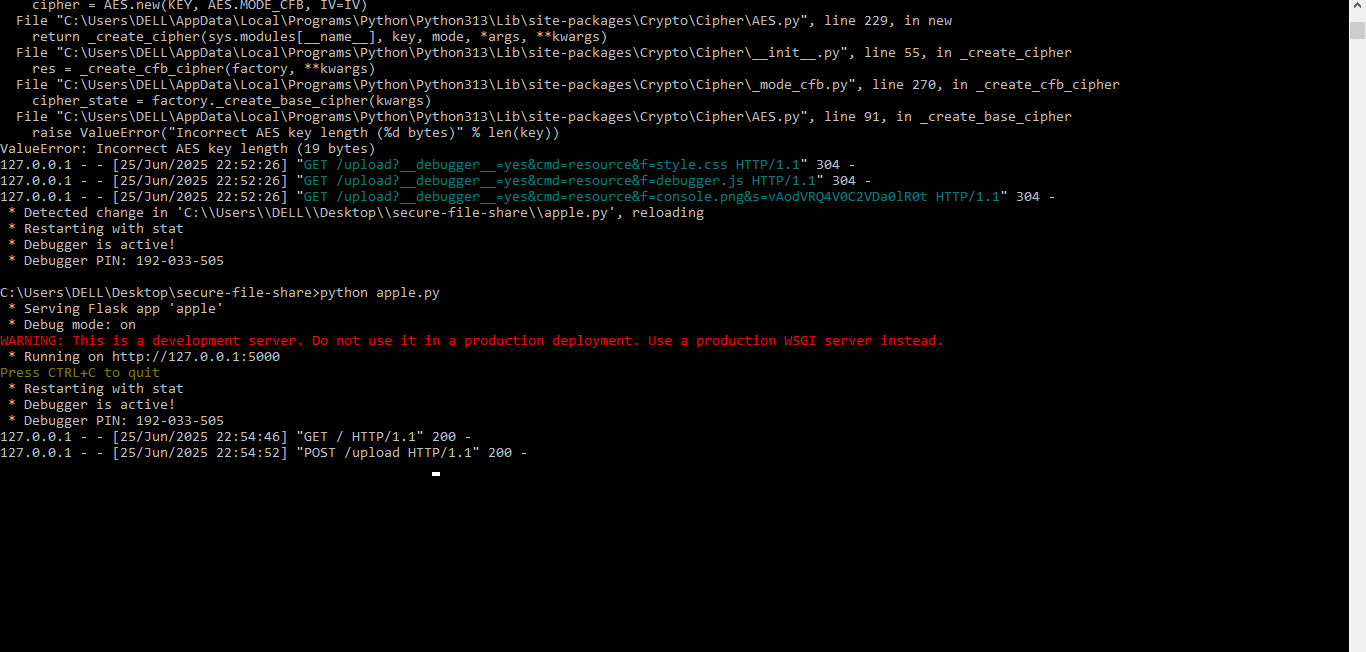 cipher = AES.new(KEY, AES.MODE_CFB, IV=IV)
File "C:\Users\DELL\AppData\Local\Programs\Python\Python313\Lib\site-packages\Crypto\Cipher\AES.py", line 229, in new
return _create_cipher(sys.modules[__name__], key, mode, *args, **kwargs)
File "C:\Users\DELL\AppData\Local\Programs\Python\Python313\Lib\site-packages\Crypto\Cipher\__init__.py", line 55, in _create_cipher
res = _create_cfb_cipher(factory, **kwargs)
File "C:\Users\DELL\AppData\Local\Programs\Python\Python313\Lib\site-packages\Crypto\Cipher\_mode_cfb.py", line 270, in _create_cfb_cipher
cipher_state = factory._create_base_cipher(kwargs)
File "C:\Users\DELL\AppData\Local\Programs\Python\Python313\Lib\site-packages\Crypto\Cipher\AES.py", line 91, in _create_base_cipher
raise ValueError("Incorrect AES key length (%d bytes)" % len(key))
ValueError: Incorrect AES key length (19 bytes)
127.0.0.1 - - [25/Jun/2025 22:52:26] "GET /upload?__debugger__=yes&cmd=resource&f=style.css HTTP/1.1" 304 -
127.0.0.1 - - [25/Jun/2025 22:52:26] "GET /upload?__debugger__=yes&cmd=resource&f=debugger.js HTTP/1.1" 304 -
127.0.0.1 - - [25/Jun/2025 22:52:26] "GET /upload?__debugger__=yes&cmd=resource&f=console.png&s=vAodVRQ4V0C2VDa0lR0t HTTP/1.1" 304 -
* Detected change in 'C:\\Users\\DELL\\Desktop\\secure-file-share\\apple.py', reloading
* Restarting with stat
* Debugger is active!
* Debugger PIN: 192-033-505
C:\Users\DELL\Desktop\secure-file-share>python apple.py
* Serving Flask app 'apple'
* Debug mode: on
WARNING: This is a development server. Do not use it in a production deployment. Use a production WSGI server instead.
* Running on http://127.0.0.1:5000
Press CTRL+C to quit
* Restarting with stat
* Debugger is active!
* Debugger PIN: 192-033-505
127.0.0.1 - - [25/Jun/2025 22:54:46] "GET / HTTP/1.1" 200 -
127.0.0.1 - - [25/Jun/2025 22:54:52] "POST /upload HTTP/1.1" 200 -